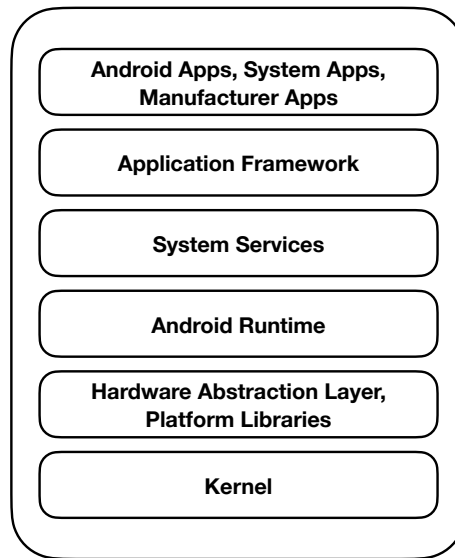 Android Apps, System Apps,
Manufacturer Apps
Application Framework
System Services
Android Runtime
Hardware Abstraction Layer,
Platform Libraries
Kernel